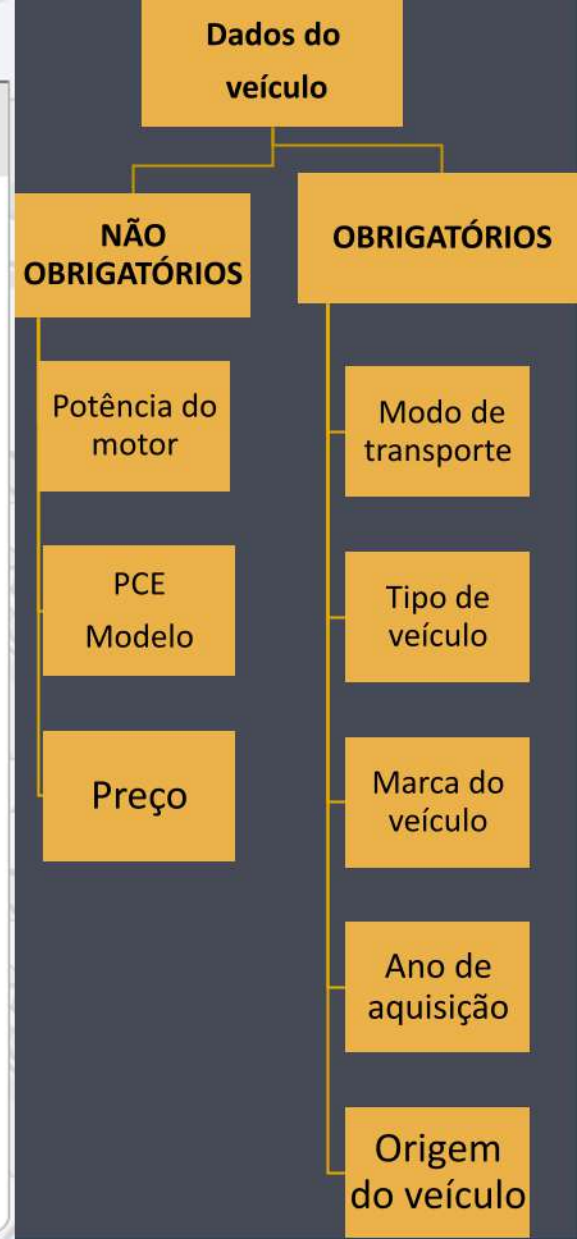 Dados do
veículo
NÃO
OBRIGATÓRIOS
Potência do
motor
PCE
Modelo
Preço
OBRIGATÓRIOS
Modo de
transporte
Tipo de
veículo
Marca do
veículo
Ano de
aquisição
Origem
do veículo